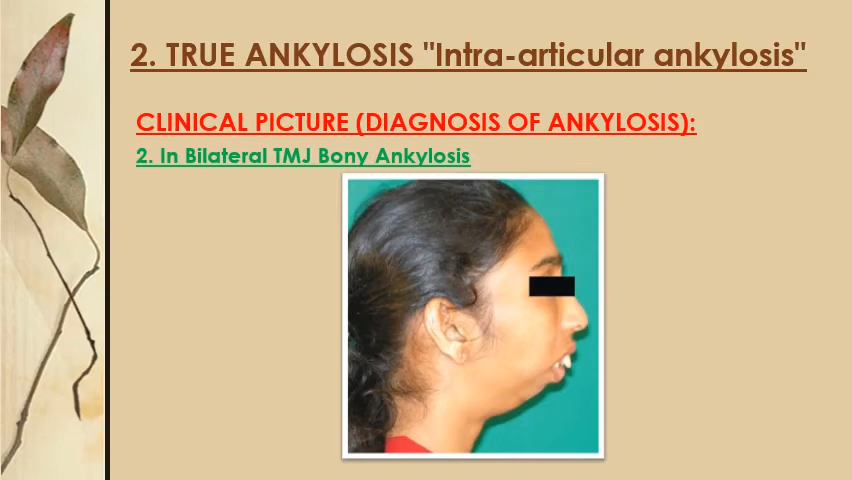 2. TRUE ANKYLOSIS "Intra-articular ankylosis"
CLINICAL PICTURE (DIAGNOSIS OF ANKYLOSIS):
2. In Bilateral TMJ Bony Ankylosis